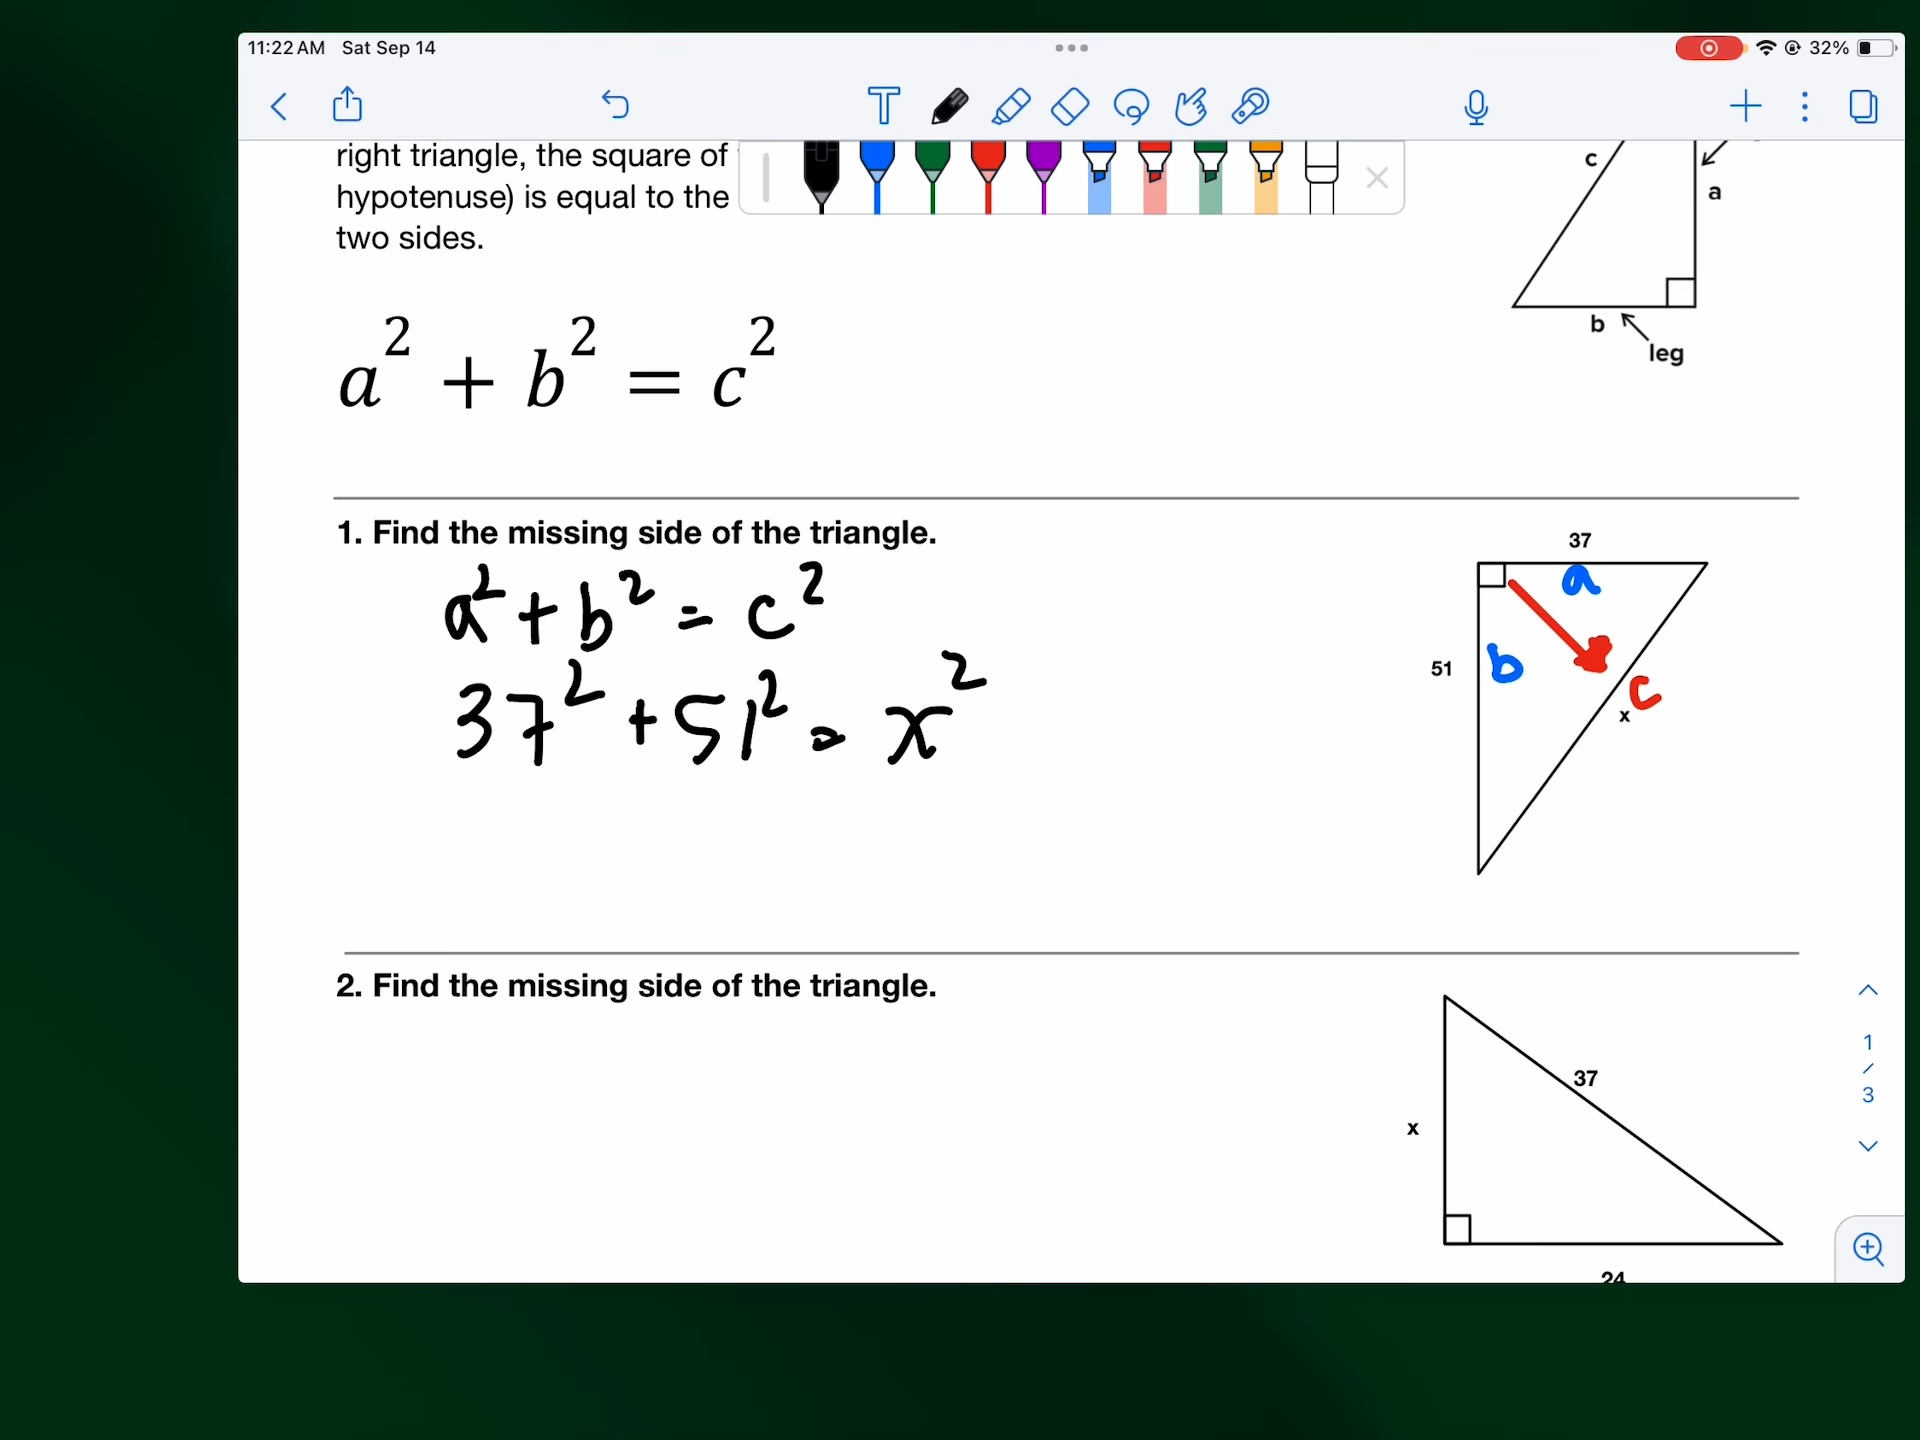 11:22 AM Sat Sep 14
32%
T
right triangle, the square of
hypotenuse) is equal to the
two sides.
c
a
b
leg
a² + b² = c²
1. Find the missing side of the triangle.
a² + b² = c²
37² + 51² = x²
37
a
51
b
c
x
2. Find the missing side of the triangle.
37
x
24
1
/
3